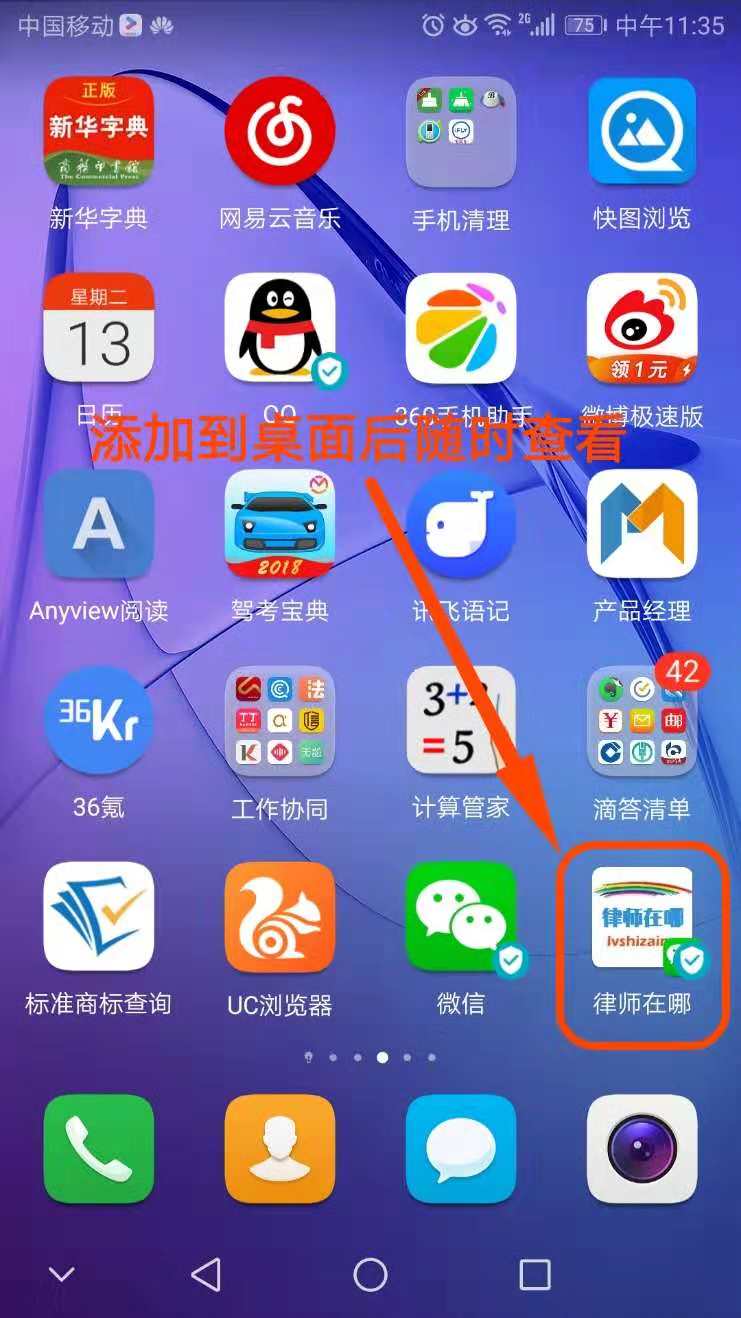 中国移动 2G 75 中午11:35
正版
新华字典
商务印书馆
The Commercial Press
新华字典 网易云音乐 手机清理 快图浏览
星期二
13
领1元
日历 QQ 360手机助手 微博极速版
添加到桌面后随时查看
A
2018
Anyview阅读 驾考宝典 讯飞语记 产品经理
36Kr
法
3+2
=5
42
36氪 工作协同 计算管家 滴答清单
律师在哪
标准商标查询 UC浏览器 微信 律师在哪